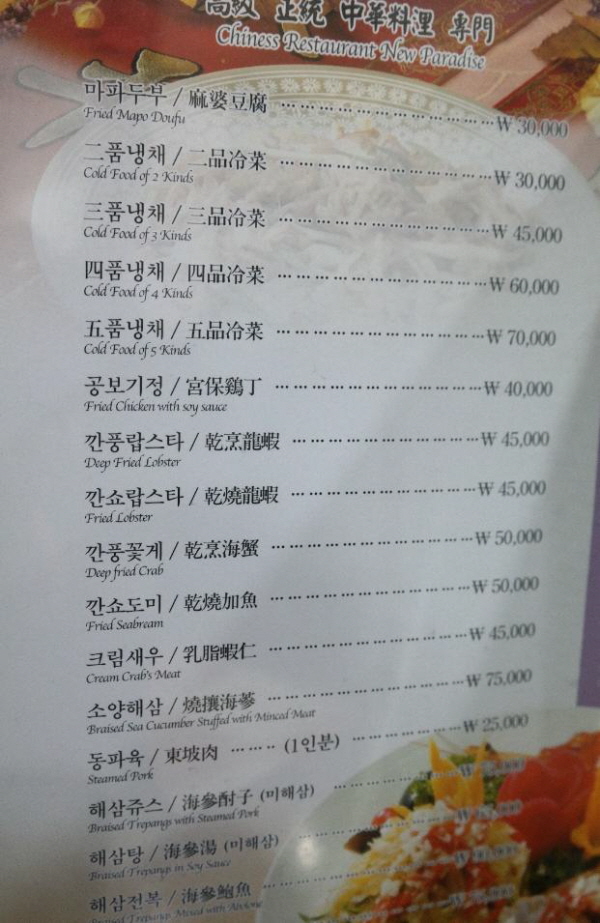 高級 正統 中華料理 專門
Chiness Restaurant New Paradise
마파두부 / 麻婆豆腐 ₩ 30,000
Fried Mapo Doufu
二품냉채 / 二品冷菜 ₩ 30,000
Cold Food of 2 Kinds
三품냉채 / 三品冷菜 ₩ 45,000
Cold Food of 3 Kinds
四품냉채 / 四品冷菜 ₩ 60,000
Cold Food of 4 Kinds
五품냉채 / 五品冷菜 ₩ 70,000
Cold Food of 5 Kinds
공보기정 / 宮保鷄丁 ₩ 40,000
Fried Chicken with soy sauce
깐풍랍스타 / 乾烹龍蝦 ₩ 45,000
Deep Fried Lobster
깐쇼랍스타 / 乾燒龍蝦 ₩ 45,000
Fried Lobster
깐풍꽃게 / 乾烹海蟹 ₩ 50,000
Deep fried Crab
깐쇼도미 / 乾燒加魚 ₩ 50,000
Fried Seabream
크림새우 / 乳脂蝦仁 ₩ 45,000
Cream Crab's Meat
소양해삼 / 燒攘海蔘 ₩ 75,000
Braised Sea Cucumber Stuffed with Minced Meat
동파육 / 東坡肉 (1인분) ₩ 25,000
Steamed Pork
해삼쥬스 / 海參酎子 (미해삼)
Braised Trepangs with Steamed Pork
해삼탕 / 海參湯 (미해삼)
Braised Trepangs in Soy Sauce
해삼전복 / 海參鮑魚
Braised Trepangs Mixed with Abalone